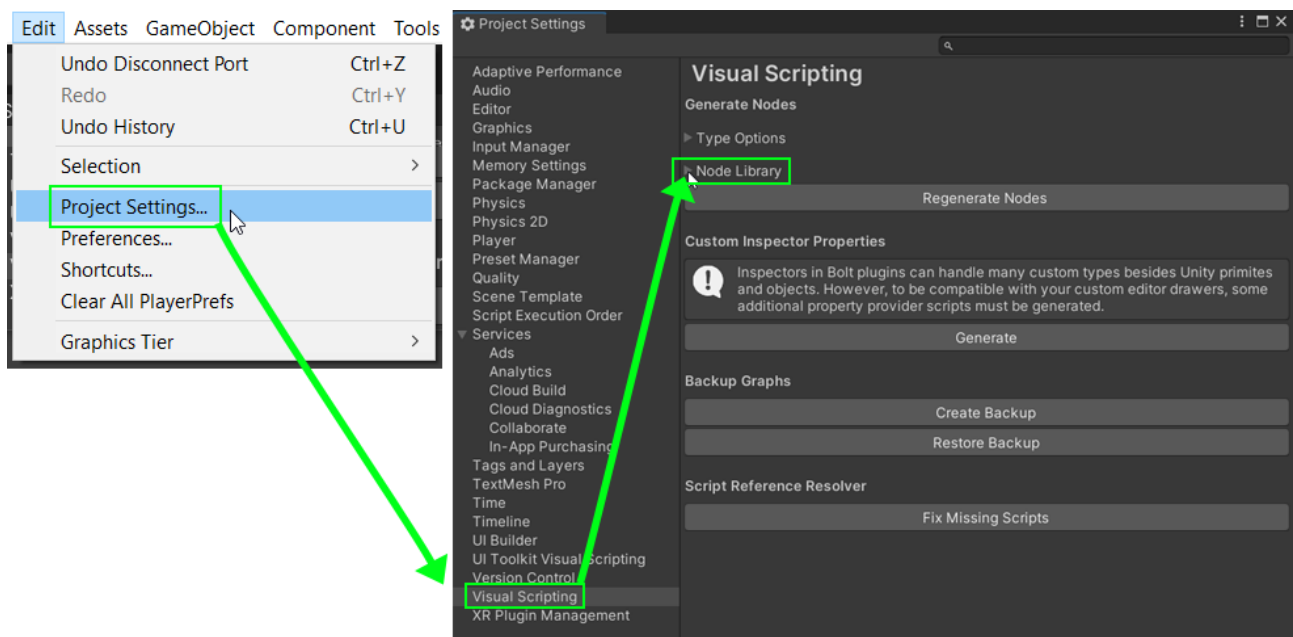 Edit Assets GameObject Component Tools
Undo Disconnect Port Ctrl+Z
Redo Ctrl+Y
Undo History Ctrl+U
Selection >
Project Settings...
Preferences...
Shortcuts...
Clear All PlayerPrefs
Graphics Tier >
Project Settings
Adaptive Performance
Audio
Editor
Graphics
Input Manager
Memory Settings
Package Manager
Physics
Physics 2D
Player
Preset Manager
Quality
Scene Template
Script Execution Order
Services
Ads
Analytics
Cloud Build
Cloud Diagnostics
Collaborate
In-App Purchasing
Tags and Layers
TextMesh Pro
Time
Timeline
UI Builder
UI Toolkit Visual Scripting
Version Control
Visual Scripting
XR Plugin Management
Visual Scripting
Generate Nodes
Type Options
Node Library
Regenerate Nodes
Custom Inspector Properties
Inspectors in Bolt plugins can handle many custom types besides Unity primites
and objects. However, to be compatible with your custom editor drawers, some
additional property provider scripts must be generated.
Generate
Backup Graphs
Create Backup
Restore Backup
Script Reference Resolver
Fix Missing Scripts